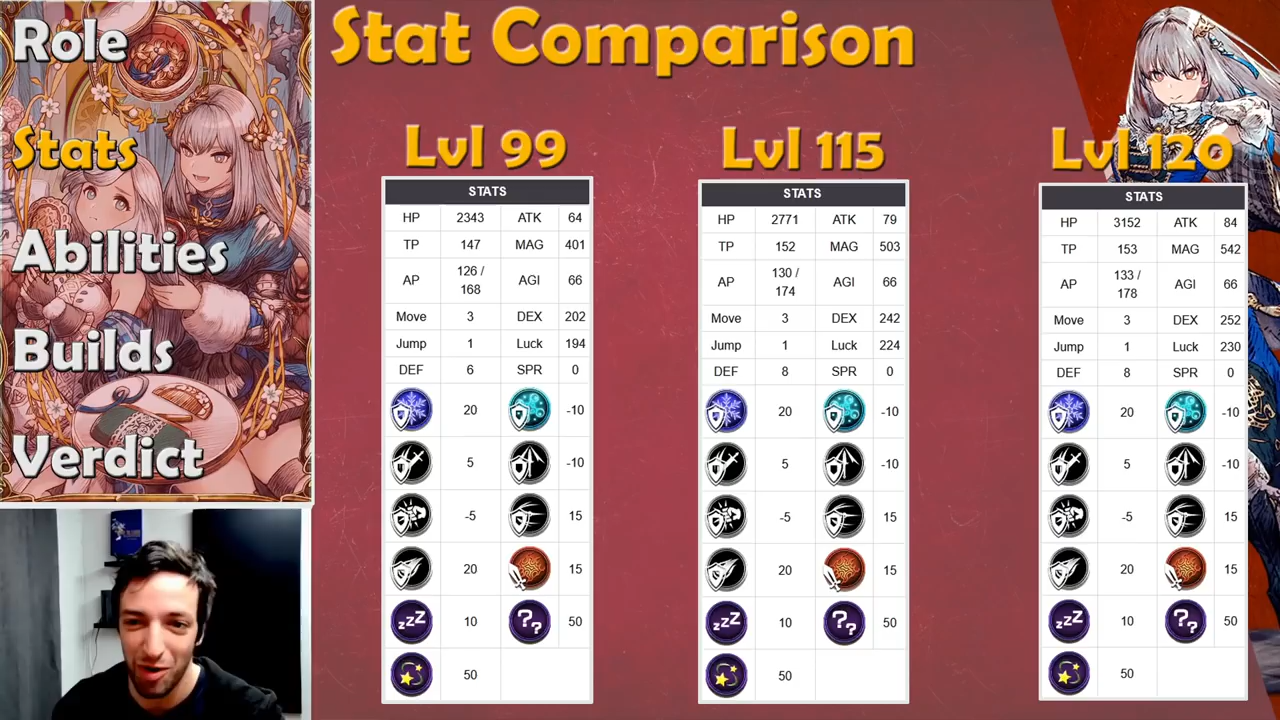 Stat Comparison
Role
Stats
Abilities
Builds
Verdict
Lvl 99
STATS
HP 2343 ATK 64
TP 147 MAG 401
AP 126 / 168 AGI 66
Move 3 DEX 202
Jump 1 Luck 194
DEF 6 SPR 0
20 -10
5 -10
-5 15
20 15
zzZ 10 ?? 50
50
Lvl 115
STATS
HP 2771 ATK 79
TP 152 MAG 503
AP 130 / 174 AGI 66
Move 3 DEX 242
Jump 1 Luck 224
DEF 8 SPR 0
20 -10
5 -10
-5 15
20 15
zzZ 10 ?? 50
50
Lvl 120
STATS
HP 3152 ATK 84
TP 153 MAG 542
AP 133 / 178 AGI 66
Move 3 DEX 252
Jump 1 Luck 230
DEF 8 SPR 0
20 -10
5 -10
-5 15
20 15
zzZ 10 ?? 50
50